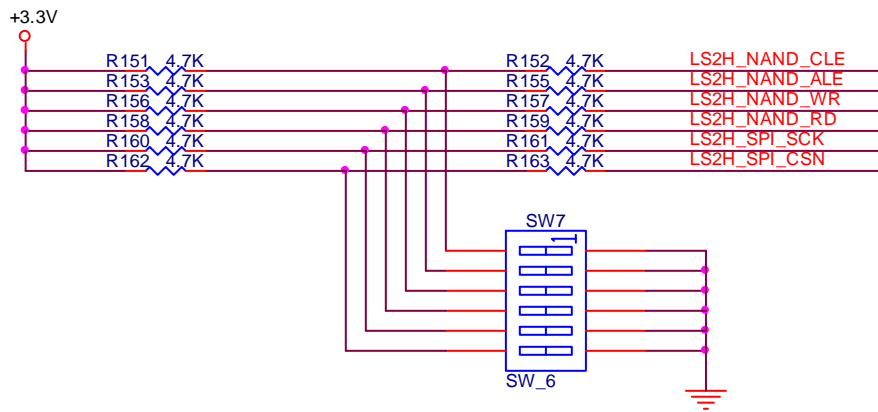 +3.3V
R151 4.7K R152 4.7K LS2H_NAND_CLE
R153 4.7K R155 4.7K LS2H_NAND_ALE
R156 4.7K R157 4.7K LS2H_NAND_WR
R158 4.7K R159 4.7K LS2H_NAND_RD
R160 4.7K R161 4.7K LS2H_SPI_SCK
R162 4.7K R163 4.7K LS2H_SPI_CSN
SW7
1
SW_6